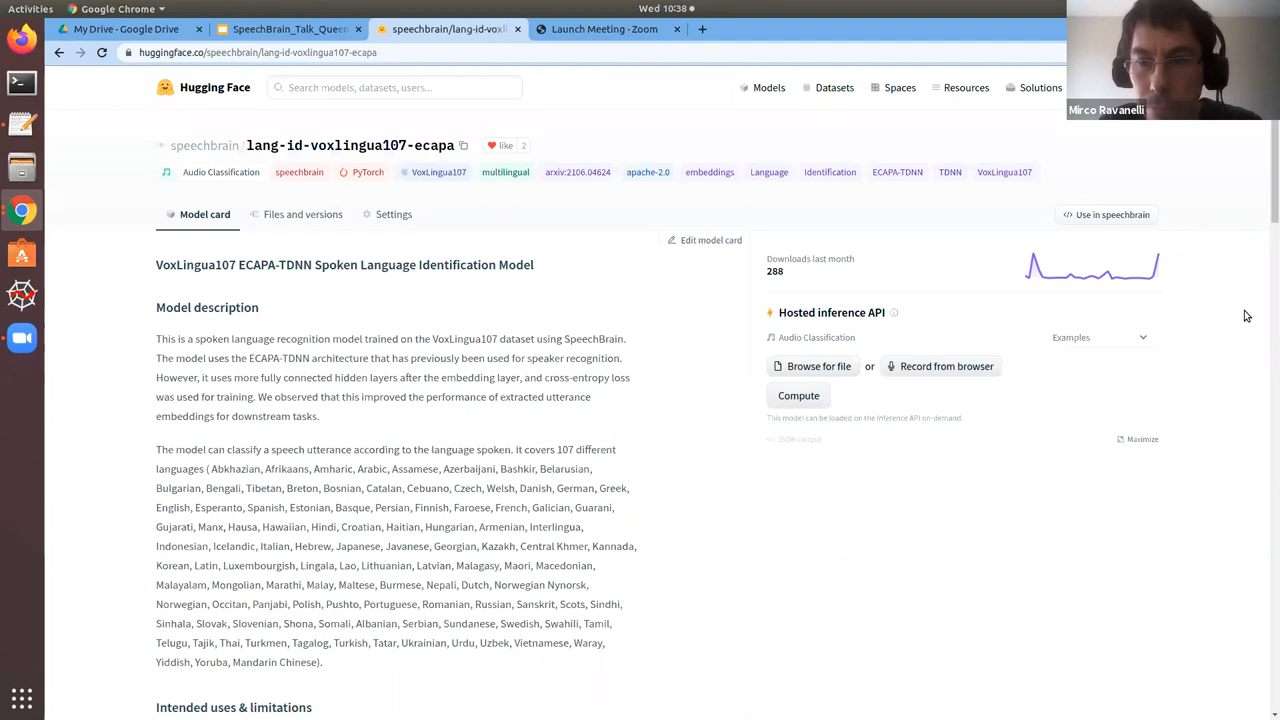 Activities Google Chrome Wed 10:38
My Drive - Google Drive SpeechBrain_Talk_Queen speechbrain/lang-id-voxli Launch Meeting - Zoom
huggingface.co/speechbrain/lang-id-voxlingua107-ecapa
Hugging Face Search models, datasets, users... Models Datasets Spaces Resources Solutions
Mirco Ravanelli
speechbrain/lang-id-voxlingua107-ecapa like 2
Audio Classification speechbrain PyTorch VoxLingua107 multilingual arxiv:2106.04624 apache-2.0 embeddings Language Identification ECAPA-TDNN TDNN VoxLingua107
Model card Files and versions Settings </> Use in speechbrain
Edit model card
VoxLingua107 ECAPA-TDNN Spoken Language Identification Model
Model description
This is a spoken language recognition model trained on the VoxLingua107 dataset using SpeechBrain.
The model uses the ECAPA-TDNN architecture that has previously been used for speaker recognition.
However, it uses more fully connected hidden layers after the embedding layer, and cross-entropy loss
was used for training. We observed that this improved the performance of extracted utterance
embeddings for downstream tasks.
The model can classify a speech utterance according to the language spoken. It covers 107 different
languages ( Abkhazian, Afrikaans, Amharic, Arabic, Assamese, Azerbaijani, Bashkir, Belarusian,
Bulgarian, Bengali, Tibetan, Breton, Bosnian, Catalan, Cebuano, Czech, Welsh, Danish, German, Greek,
English, Esperanto, Spanish, Estonian, Basque, Persian, Finnish, Faroese, French, Galician, Guarani,
Gujarati, Manx, Hausa, Hawaiian, Hindi, Croatian, Haitian, Hungarian, Armenian, Interlingua,
Indonesian, Icelandic, Italian, Hebrew, Japanese, Javanese, Georgian, Kazakh, Central Khmer, Kannada,
Korean, Latin, Luxembourgish, Lingala, Lao, Lithuanian, Latvian, Malagasy, Maori, Macedonian,
Malayalam, Mongolian, Marathi, Malay, Maltese, Burmese, Nepali, Dutch, Norwegian Nynorsk,
Norwegian, Occitan, Panjabi, Polish, Pushto, Portuguese, Romanian, Russian, Sanskrit, Scots, Sindhi,
Sinhala, Slovak, Slovenian, Shona, Somali, Albanian, Serbian, Sundanese, Swedish, Swahili, Tamil,
Telugu, Tajik, Thai, Turkmen, Tagalog, Turkish, Tatar, Ukrainian, Urdu, Uzbek, Vietnamese, Waray,
Yiddish, Yoruba, Mandarin Chinese).
Intended uses & limitations
Downloads last month
288
Hosted inference API
Audio Classification Examples
Browse for file or Record from browser
Compute
This model can be loaded on the Inference API on-demand.
</> JSON Output Maximize